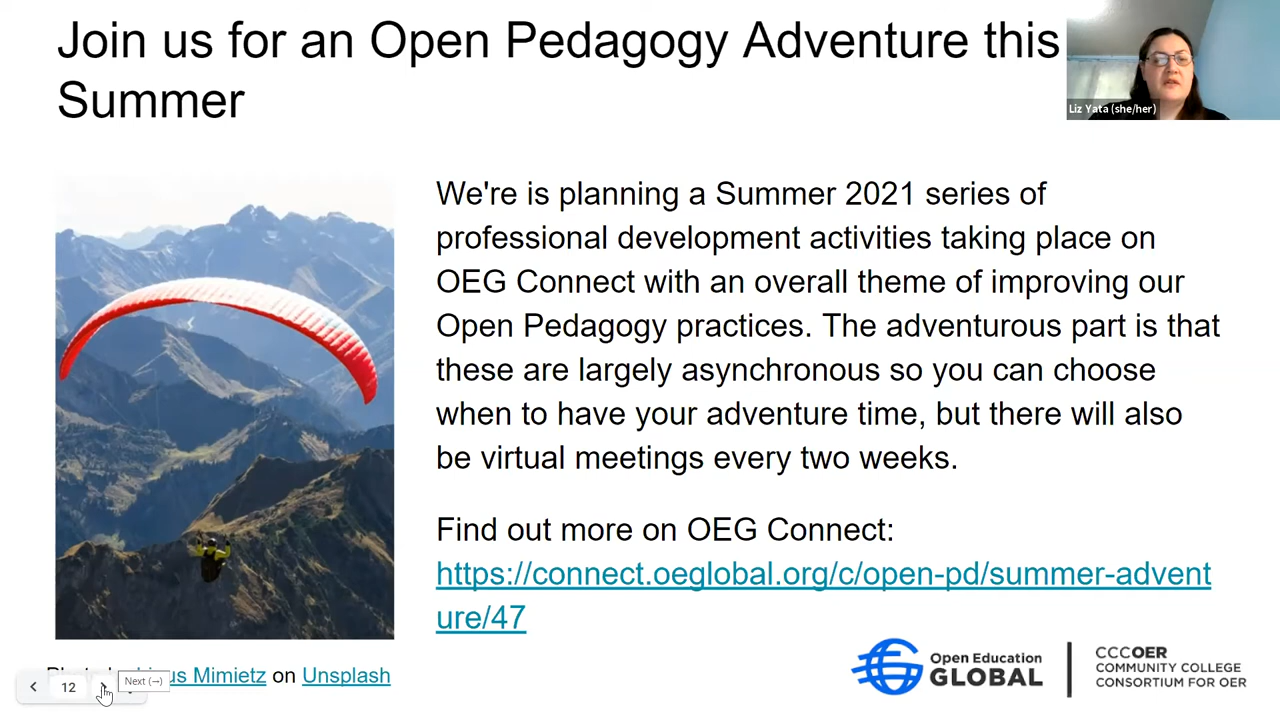 Join us for an Open Pedagogy Adventure this
Summer
Liz Yata (she/her)
We're is planning a Summer 2021 series of
professional development activities taking place on
OEG Connect with an overall theme of improving our
Open Pedagogy practices. The adventurous part is that
these are largely asynchronous so you can choose
when to have your adventure time, but there will also
be virtual meetings every two weeks.
Find out more on OEG Connect:
https://connect.oeglobal.org/c/open-pd/summer-advent
ure/47
Mimietz on Unsplash
12
Next (→)
Open Education
GLOBAL
CCCOER
COMMUNITY COLLEGE
CONSORTIUM FOR OER